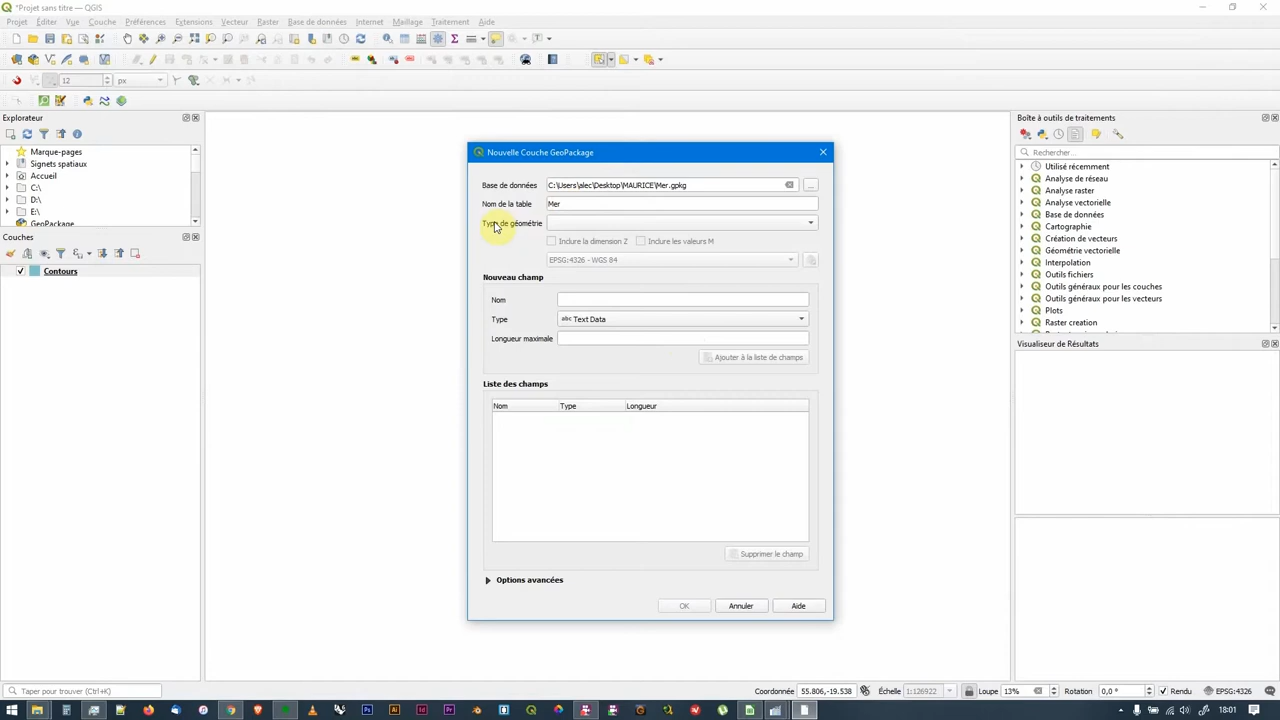 *Projet sans titre — QGIS
Projet Éditer Vue Couche Préférences Extensions Vecteur Raster Base de données Internet Maillage Traitement Aide
12 px
Explorateur
Marque-pages
Signets spatiaux
Accueil
C:\
D:\
E:\
GeoPackage
Couches
Contours
Nouvelle Couche GeoPackage
Base de données C:\Users\alec\Desktop\MAURICE\Mer.gpkg ...
Nom de la table Mer
Type de géométrie
Inclure la dimension Z Inclure les valeurs M
EPSG:4326 - WGS 84
Nouveau champ
Nom
Type abc Text Data
Longueur maximale
Ajouter à la liste de champs
Liste des champs
Nom Type Longueur
Supprimer le champ
Options avancées
OK Annuler Aide
Boîte à outils de traitements
Rechercher...
Récemment utilisé
Analyse de réseau
Analyse raster
Analyse vectorielle
Base de données
Cartographie
Création de vecteurs
Géométrie vectorielle
Interpolation
Outils fichiers
Outils généraux pour les couches
Outils généraux pour les vecteurs
Plots
Raster creation
Visualiseur de Résultats
Taper pour trouver (Ctrl+K)
Coordonnée 55.806,-19.538 Échelle 1:126922 Loupe 13% Rotation 0,0 ° Rendu EPSG:4326
18:01